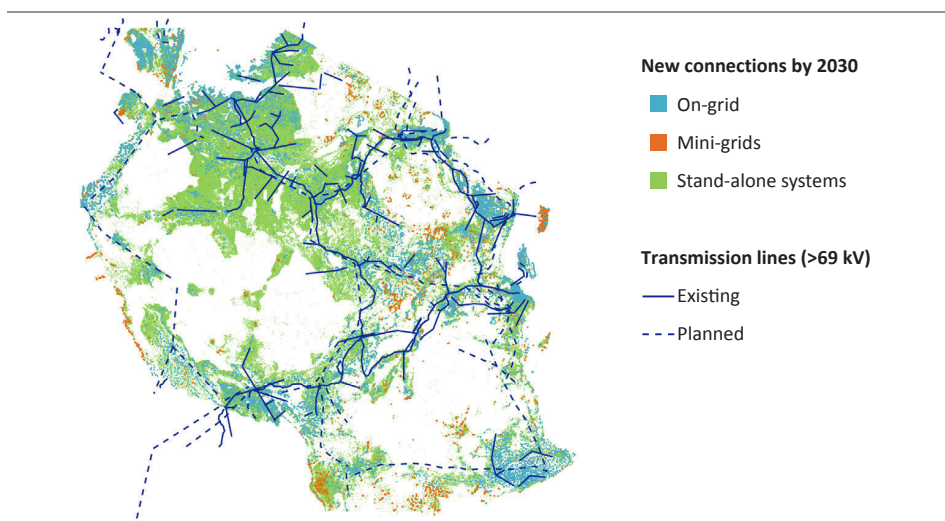 New connections by 2030
On-grid
Mini-grids
Stand-alone systems
Transmission lines (>69 kV)
Existing
Planned